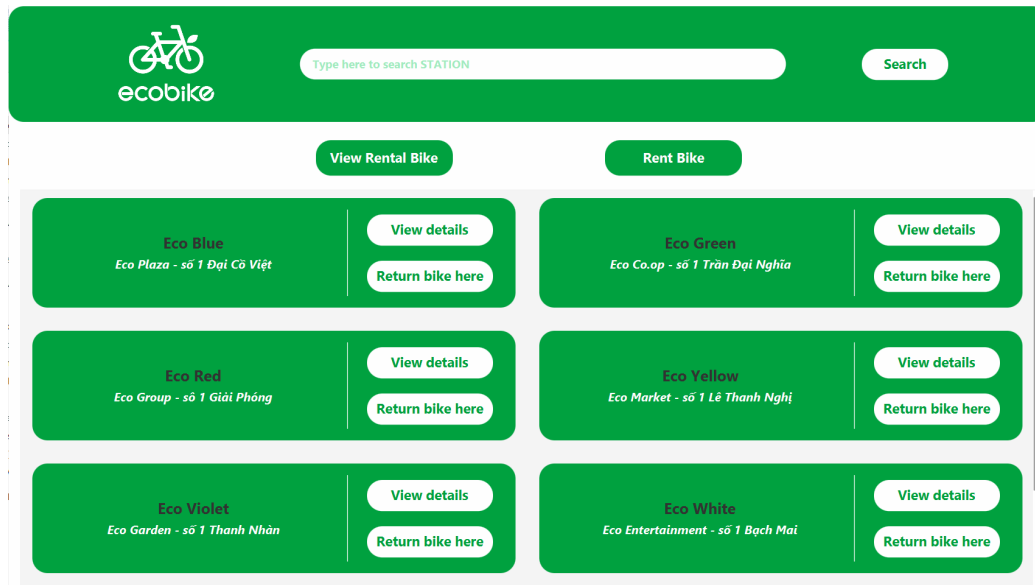 ecobike
Type here to search STATION
Search
View Rental Bike
Rent Bike
Eco Blue
Eco Plaza - số 1 Đại Cồ Việt
View details
Return bike here
Eco Green
Eco Co.op - số 1 Trần Đại Nghĩa
View details
Return bike here
Eco Red
Eco Group - sô 1 Giải Phóng
View details
Return bike here
Eco Yellow
Eco Market - số 1 Lê Thanh Nghị
View details
Return bike here
Eco Violet
Eco Garden - số 1 Thanh Nhàn
View details
Return bike here
Eco White
Eco Entertainment - số 1 Bạch Mai
View details
Return bike here